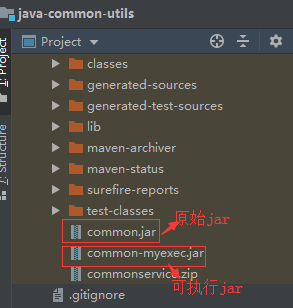 java-common-utils
Project
1: Project
7: Structure
classes
generated-sources
generated-test-sources
lib
maven-archiver
maven-status
surefire-reports
test-classes
原始jar
common.jar
common-myexec.jar
commonservice.zip
可执行jar
.gitignore